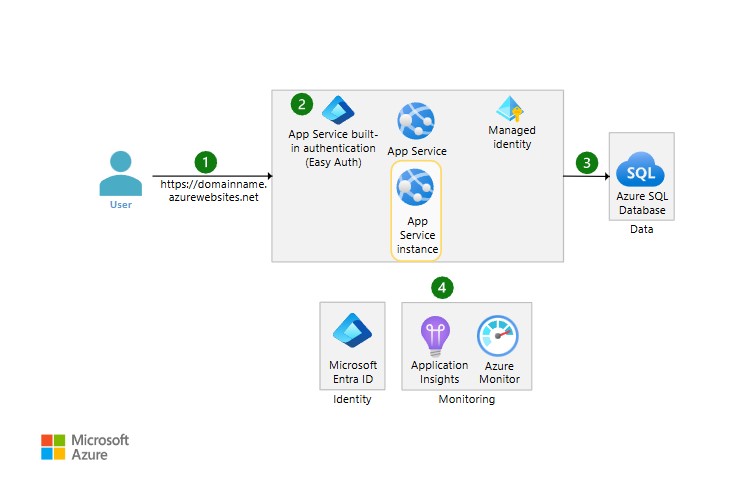 2
App Service built-
in authentication
(Easy Auth)
App Service
Managed
identity
1
https://domainname.
azurewebsites.net
User
App
Service
instance
3
SQL
Azure SQL
Database
Data
4
Microsoft
Entra ID
Identity
Application
Insights
Azure
Monitor
Monitoring
Microsoft
Azure